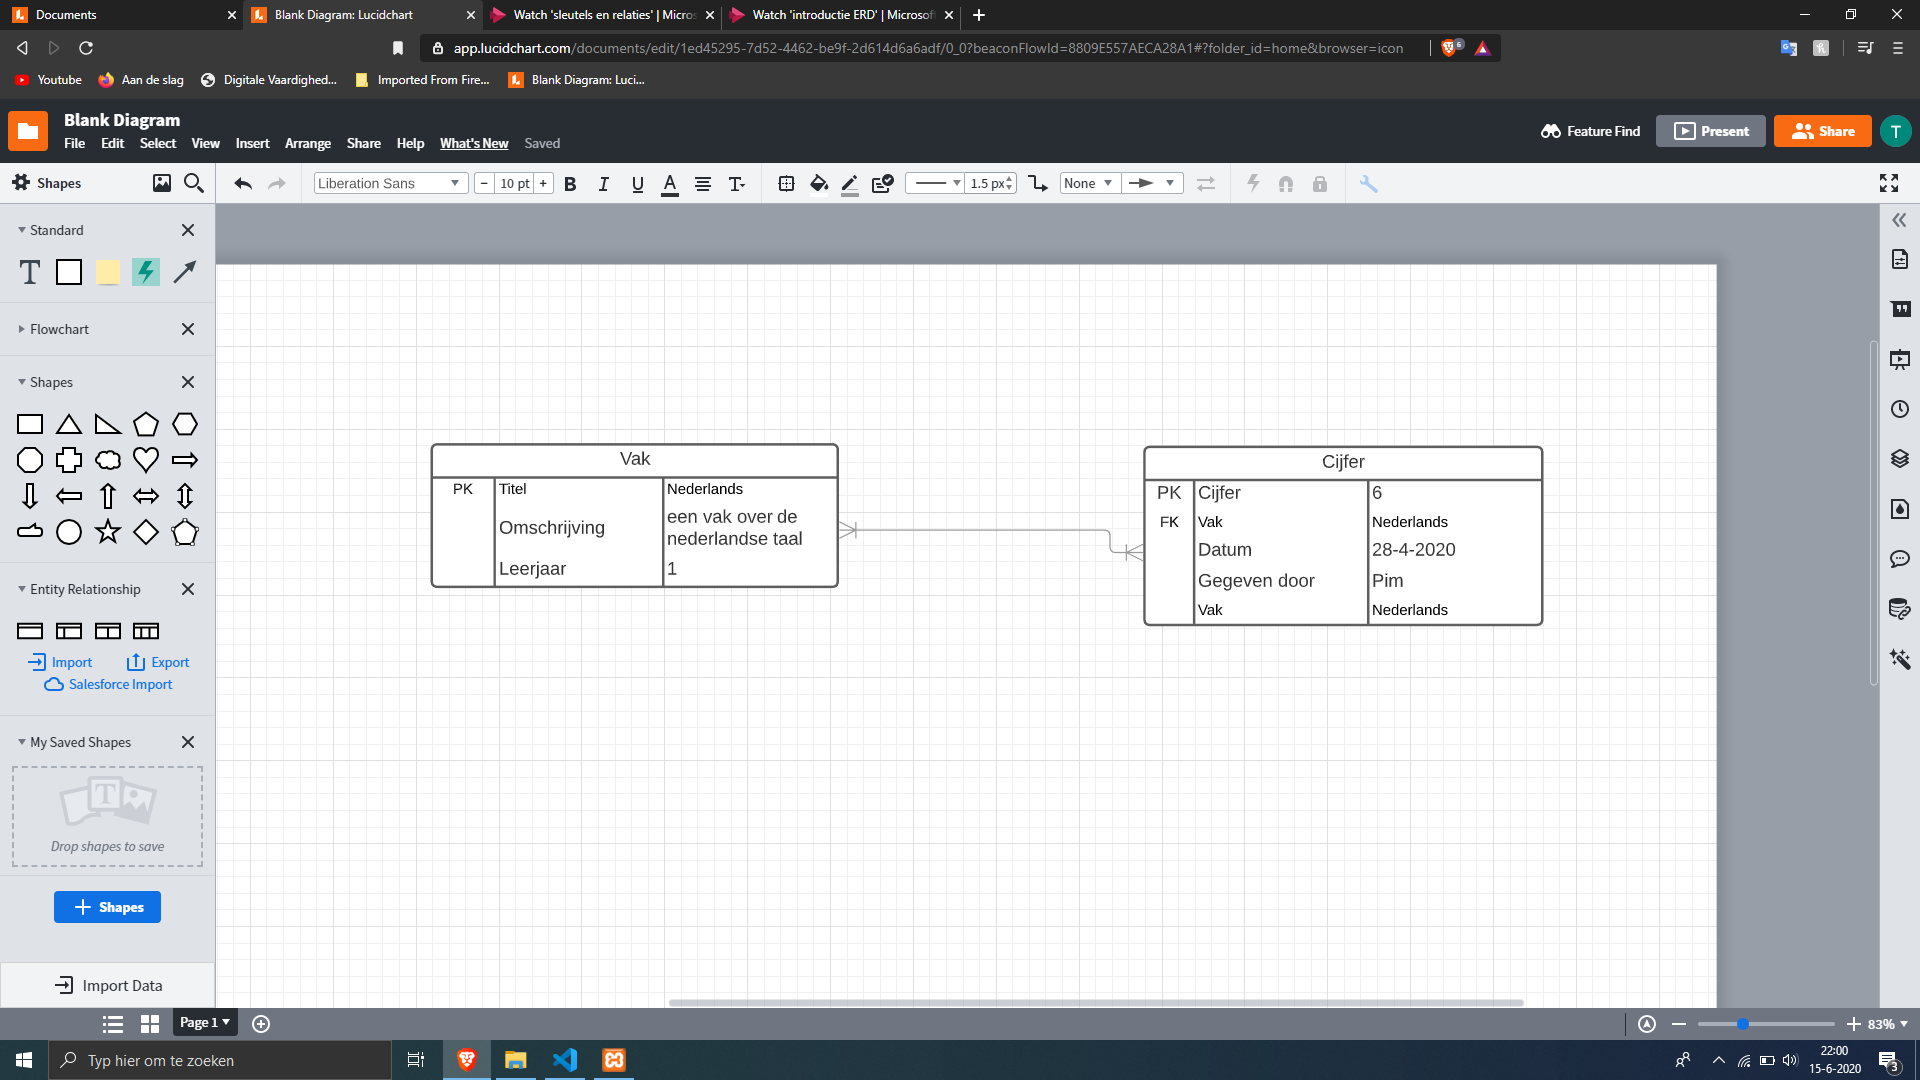 Documents
Blank Diagram: Lucidchart
Watch 'sleutels en relaties' | Micros
Watch 'introductie ERD' | Microsof
app.lucidchart.com/documents/edit/1ed45295-7d52-4462-be9f-2d614d6a6adf/0_0?beaconFlowId=8809E557AECA28A1#?folder_id=home&browser=icon
6
Youtube
Aan de slag
Digitale Vaardighed...
Imported From Fire...
Blank Diagram: Luci...
Blank Diagram
File Edit Select View Insert Arrange Share Help What's New Saved
Feature Find
Present
Share
T
Shapes
Liberation Sans
10 pt
B I U A T
1.5 px
None
Standard
T
Flowchart
Shapes
Entity Relationship
Import
Export
Salesforce Import
My Saved Shapes
T
Drop shapes to save
Shapes
Import Data
Vak
PK Titel Nederlands
Omschrijving een vak over de
nederlandse taal
Leerjaar 1
Cijfer
PK Cijfer 6
FK Vak Nederlands
Datum 28-4-2020
Gegeven door Pim
Vak Nederlands
Page 1
83%
Typ hier om te zoeken
22:00
15-6-2020
3